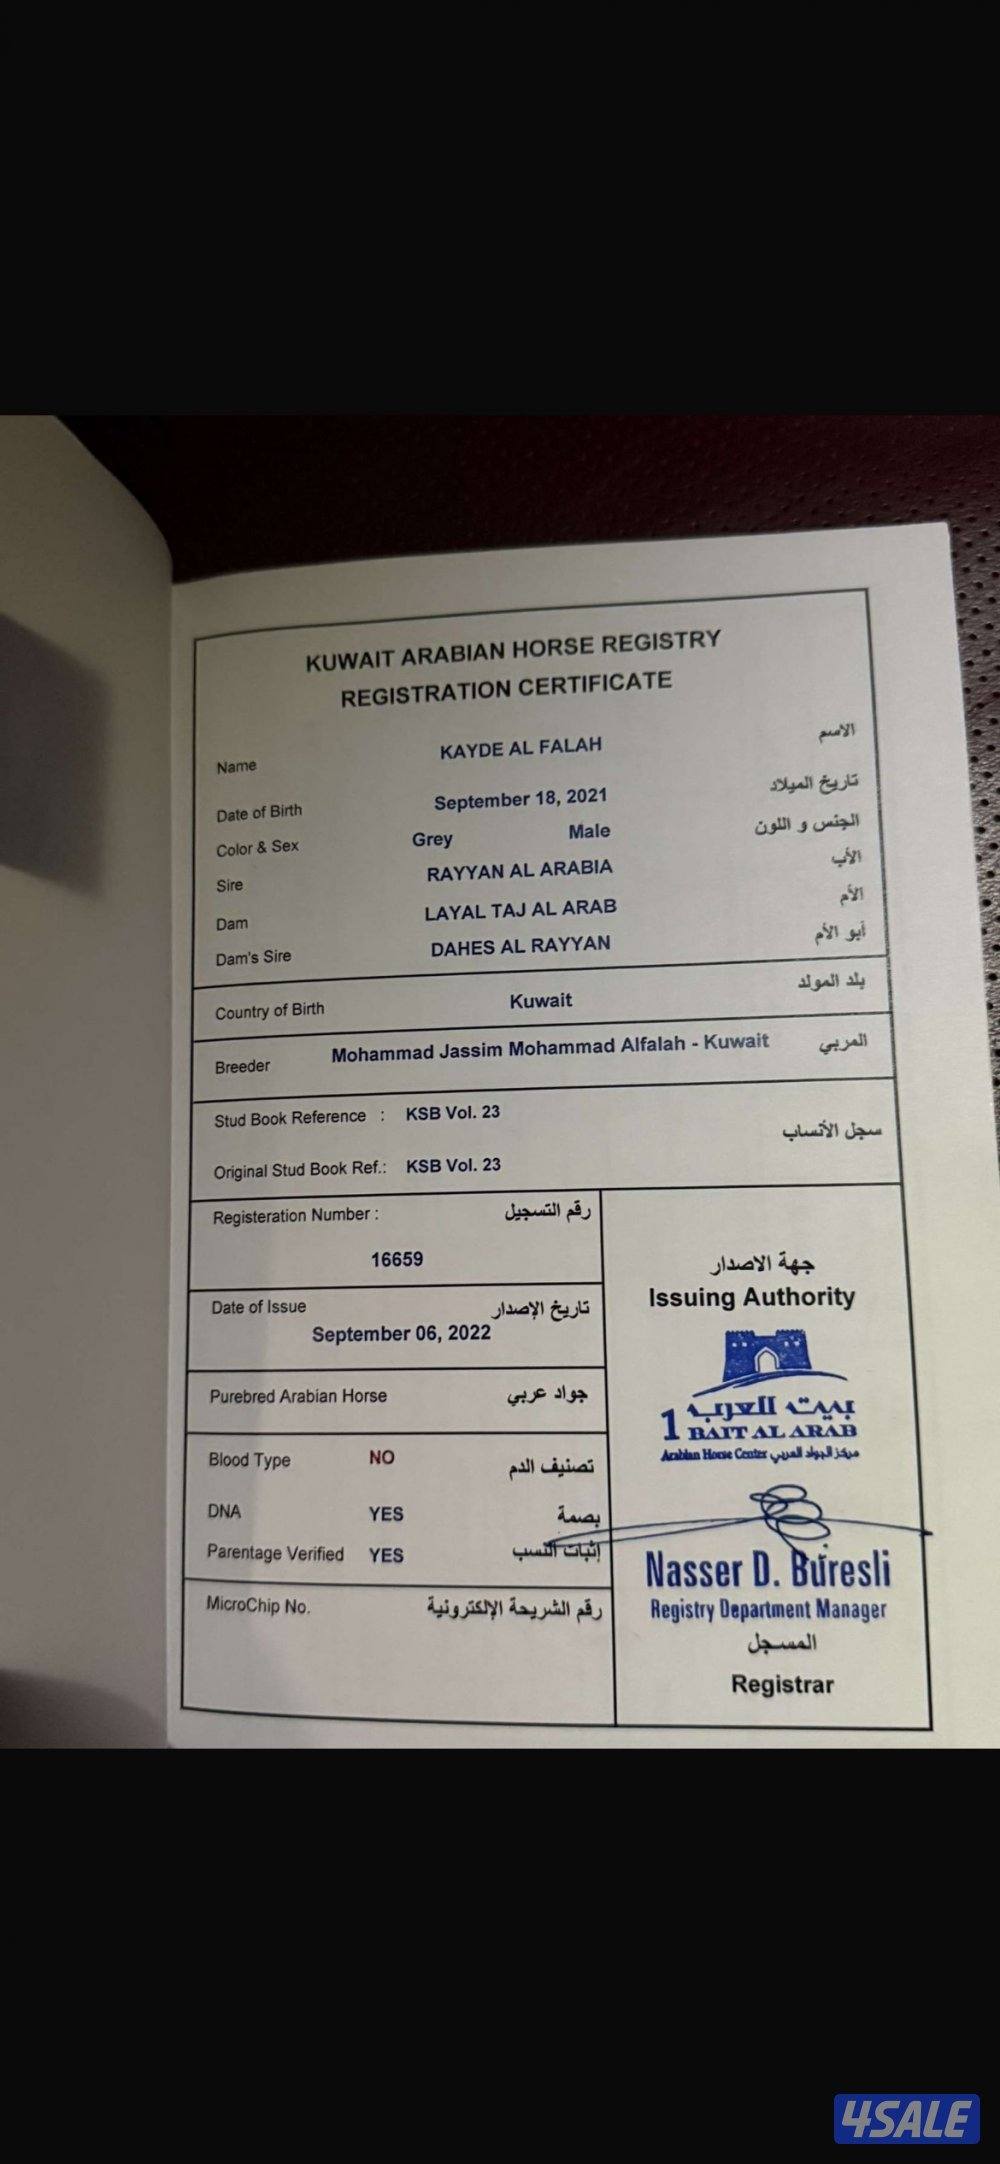 KUWAIT ARABIAN HORSE REGISTRY
REGISTRATION CERTIFICATE
Name KAYDE AL FALAH الاسم
Date of Birth September 18, 2021 تاريخ الميلاد
Color & Sex Grey Male الجنس و اللون
Sire RAYYAN AL ARABIA الأب
Dam LAYAL TAJ AL ARAB الأم
Dam's Sire DAHES AL RAYYAN أبو الأم
Country of Birth Kuwait بلد المولد
Breeder Mohammad Jassim Mohammad Alfalah - Kuwait المربي
Stud Book Reference : KSB Vol. 23
سجل الأنساب
Original Stud Book Ref.: KSB Vol. 23
Registeration Number : رقم التسجيل
16659
Date of Issue تاريخ الإصدار
September 06, 2022
Purebred Arabian Horse جواد عربي
Blood Type NO تصنيف الدم
DNA YES بصمة
Parentage Verified YES إثبات النسب
MicroChip No. رقم الشريحة الإلكترونية
جهة الاصدار
Issuing Authority
بيت العرب
1 BAIT AL ARAB
Arabian Horse Center مركز الجواد العربي
Nasser D. Buresli
Registry Department Manager
المسجل
Registrar
4SALE